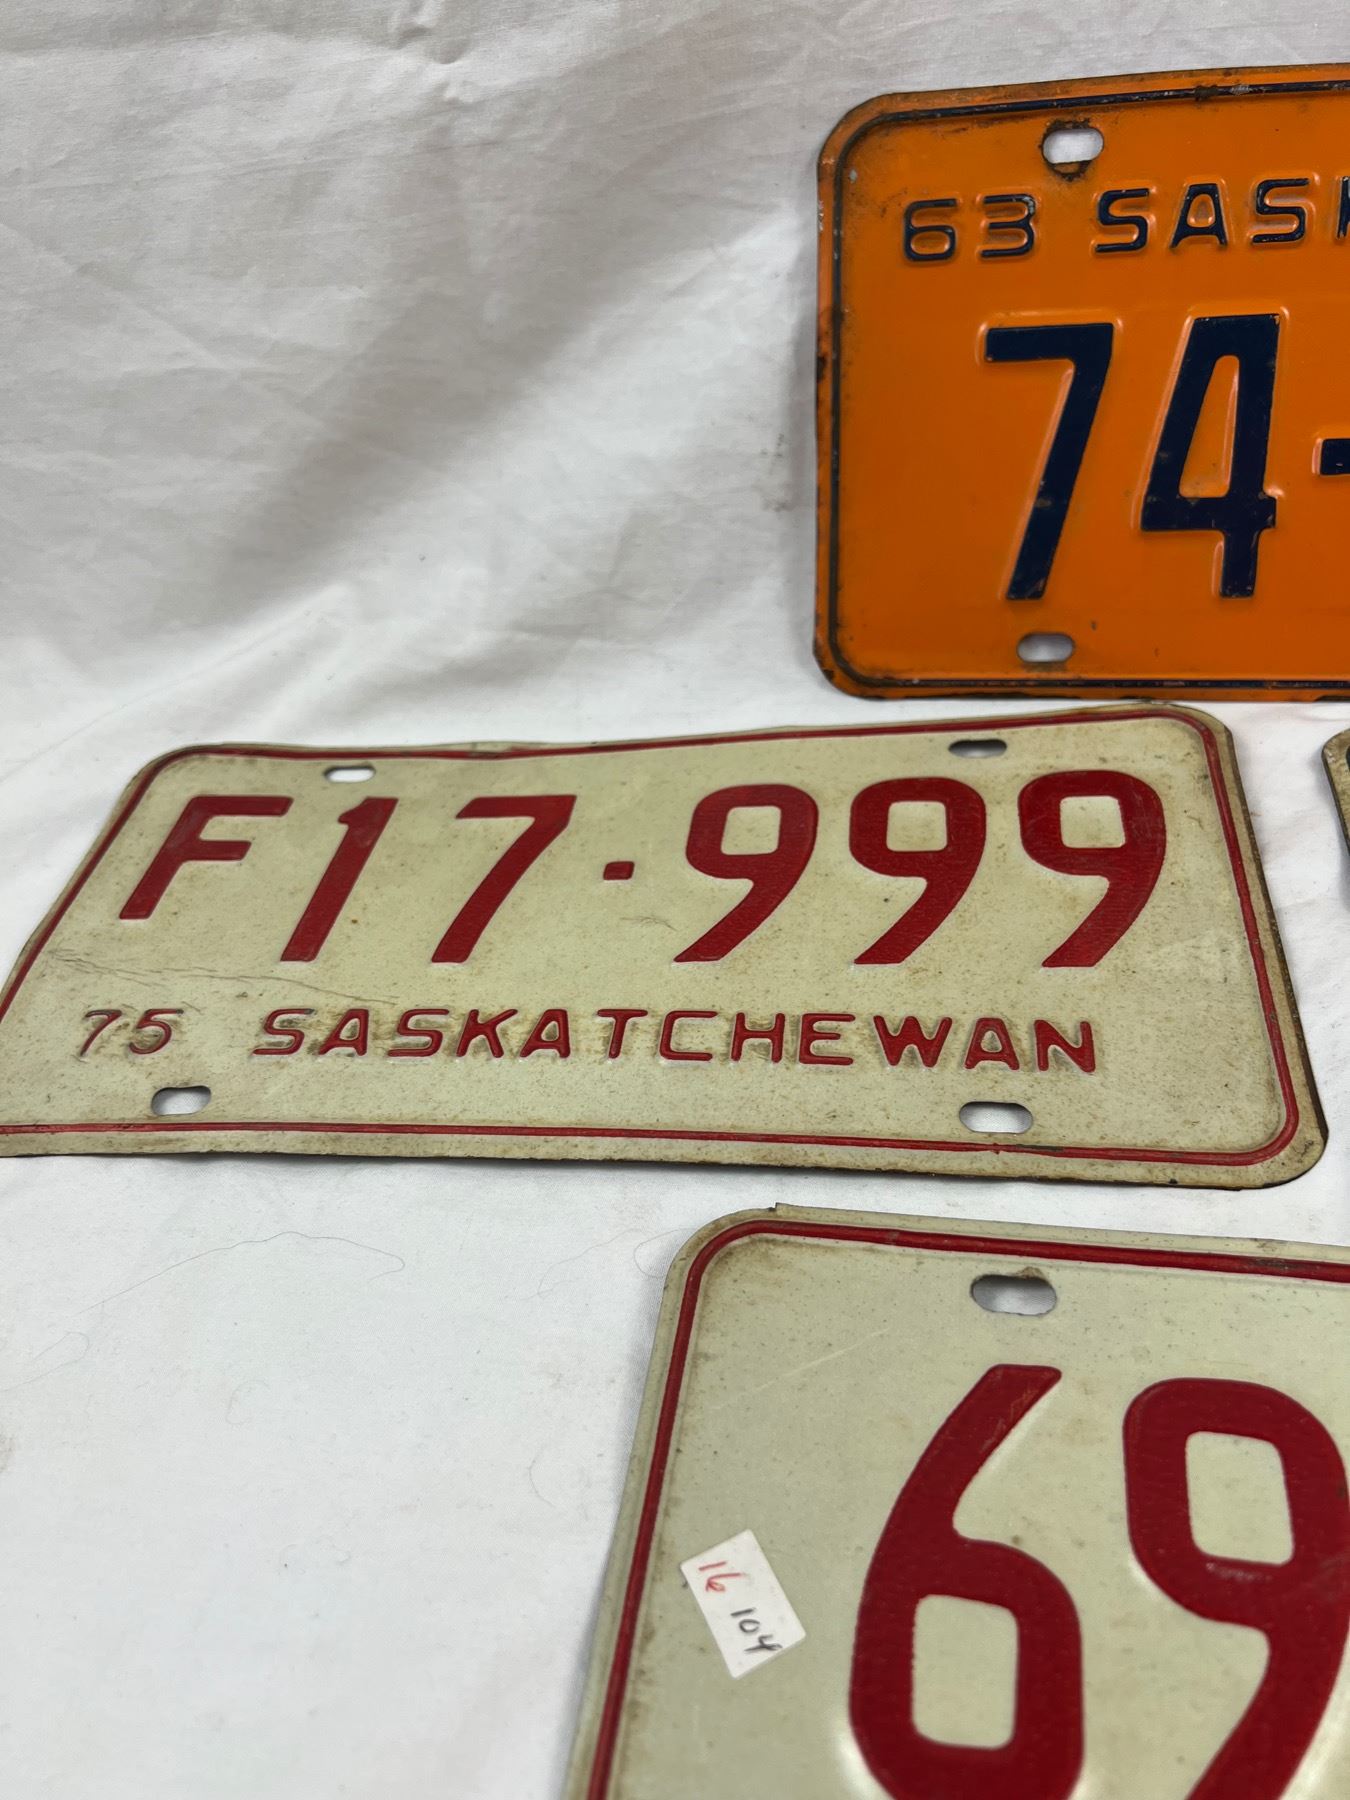 63 SASK
74-
F17-999
75 SASKATCHEWAN
69
16
104